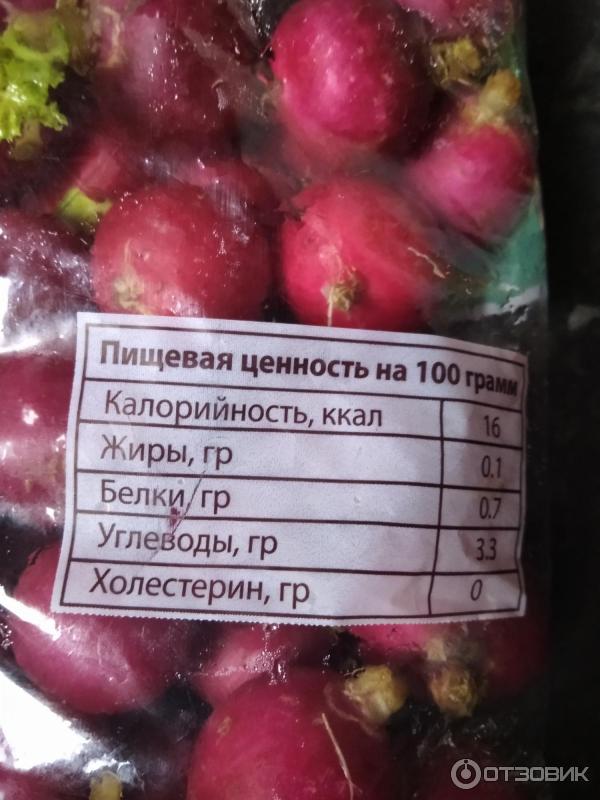 Пищевая ценность на 100 грамм
Калорийность, ккал 16
Жиры, гр 0.1
Белки, гр 0.7
Углеводы, гр 3.3
Холестерин, гр 0
ОТЗОВИК